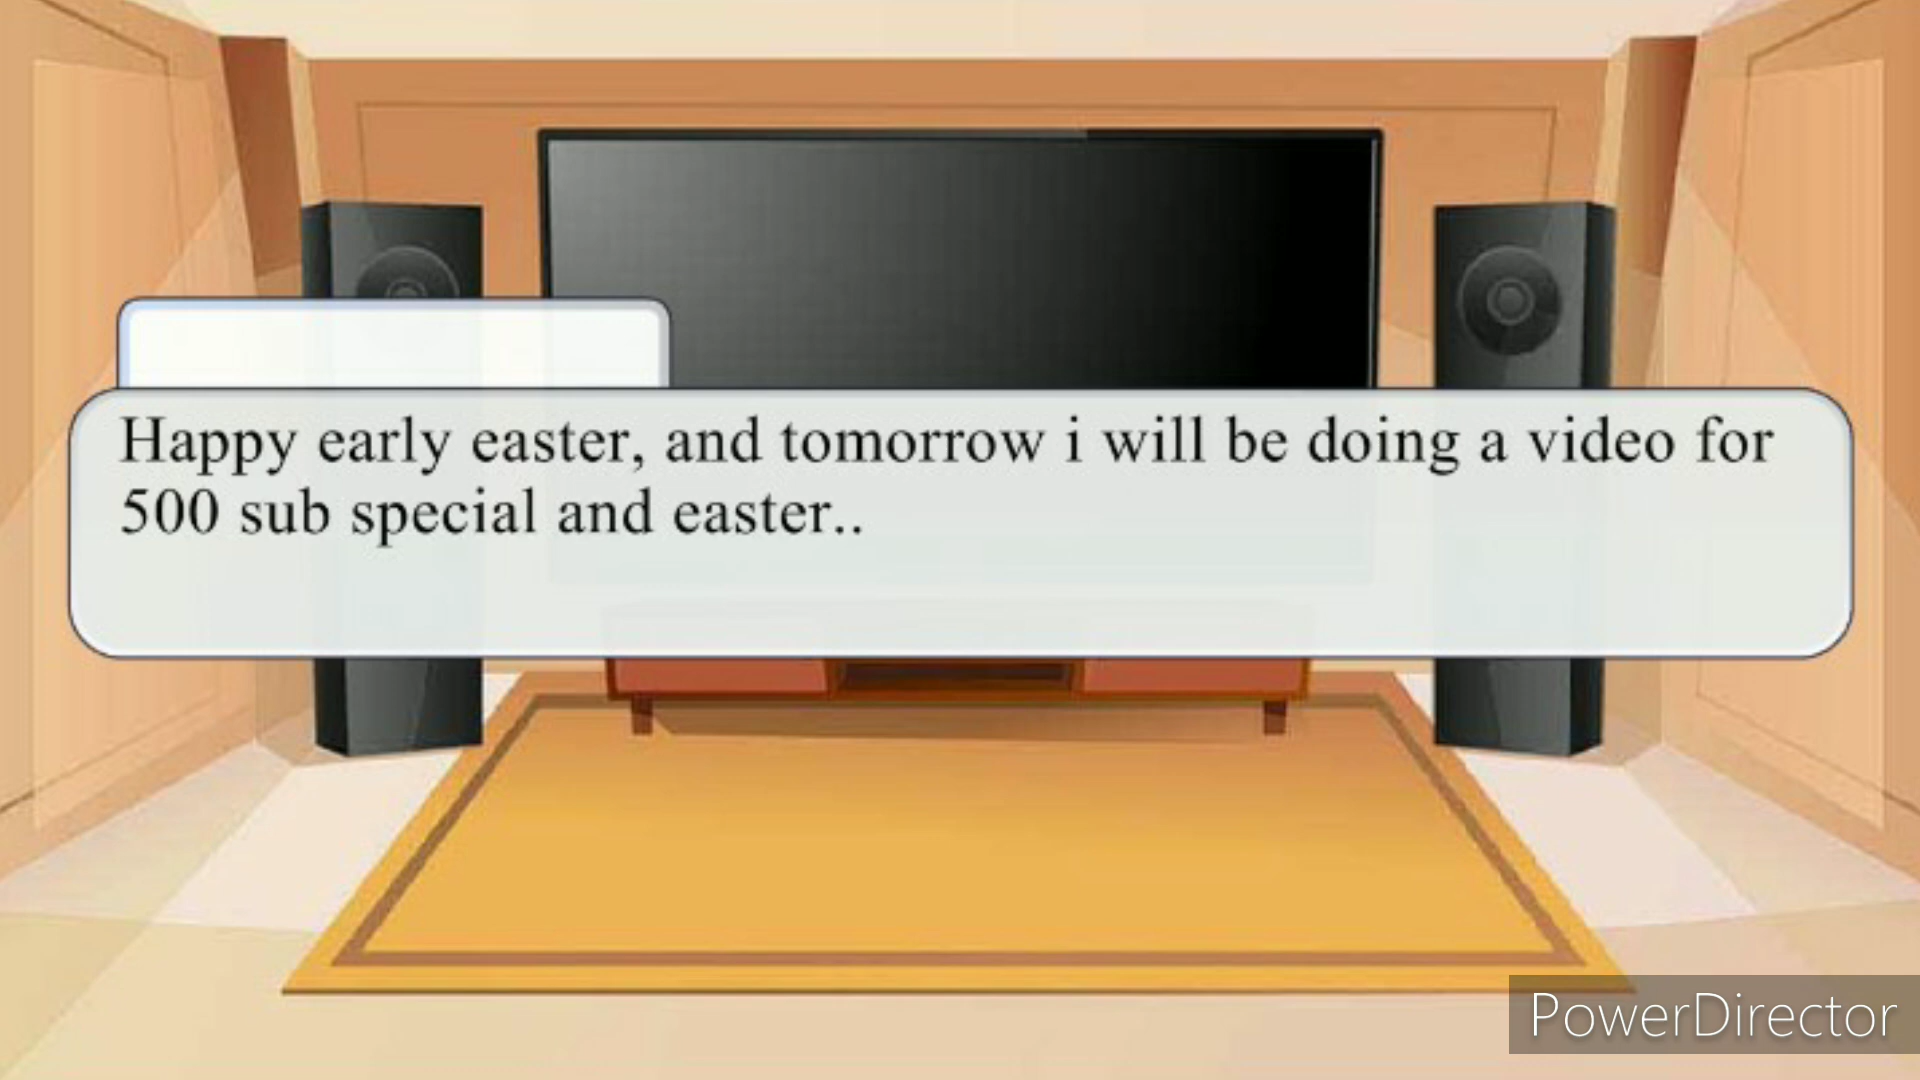 Happy early easter, and tomorrow i will be doing a video for
500 sub special and easter..
PowerDirector